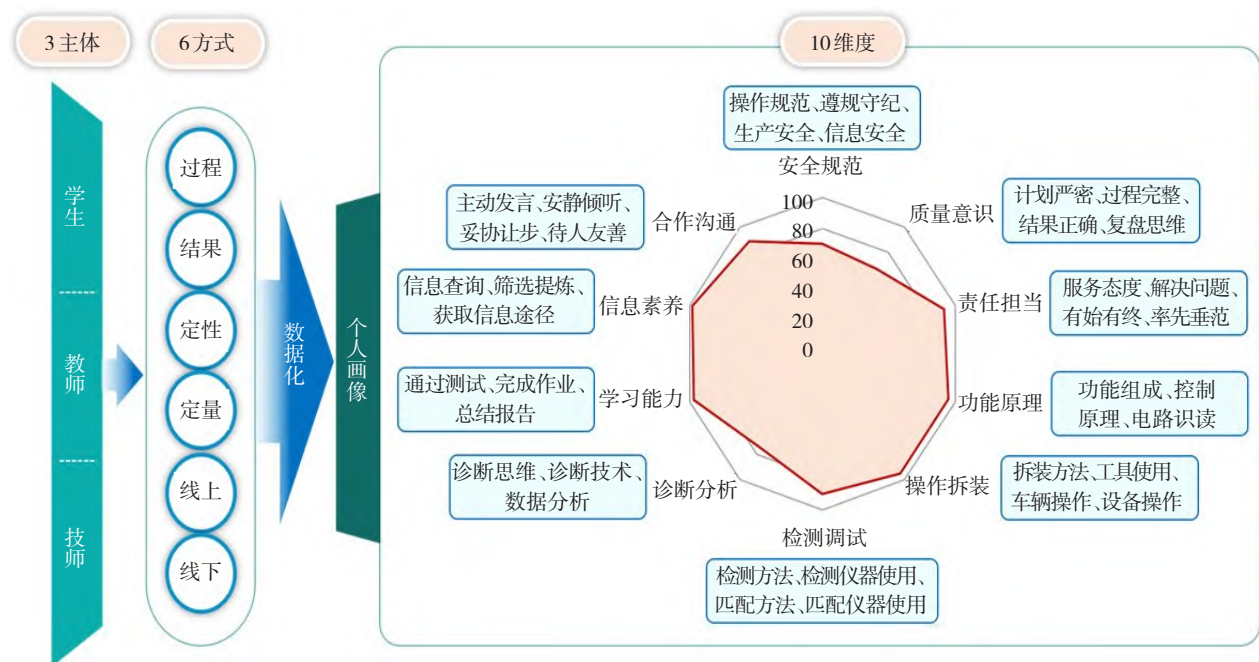 3主体
6方式
10维度
学生
教师
技师
过程
结果
定性
定量
线上
线下
数据化
个人画像
操作规范、遵规守纪、
生产安全、信息安全
安全规范
质量意识
计划严密、过程完整、
结果正确、复盘思维
责任担当
服务态度、解决问题、
有始有终、率先垂范
功能原理
功能组成、控制
原理、电路识读
操作拆装
拆装方法、工具使用、
车辆操作、设备操作
检测调试
检测方法、检测仪器使用、
匹配方法、匹配仪器使用
诊断分析
诊断思维、诊断技术、
数据分析
学习能力
通过测试、完成作业、
总结报告
信息素养
信息查询、筛选提炼、
获取信息途径
合作沟通
主动发言、安静倾听、
妥协让步、待人友善
100
80
60
40
20
0